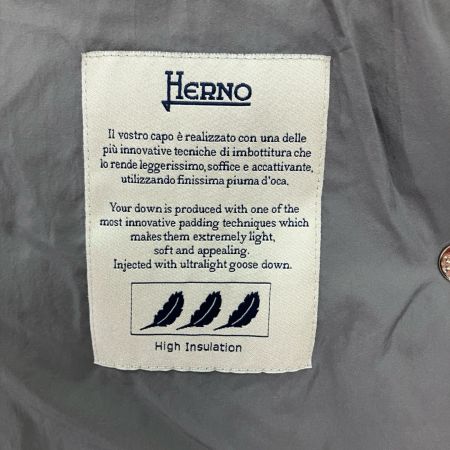 HERNO
Il vostro capo è realizzato con una delle
più innovative tecniche di imbottitura che
lo rende leggerissimo, soffice e accattivante,
utilizzando finissima piuma d'oca.
Your down is produced with one of the
most innovative padding techniques which
makes them extremely light,
soft and appealing.
Injected with ultralight goose down.
High Insulation